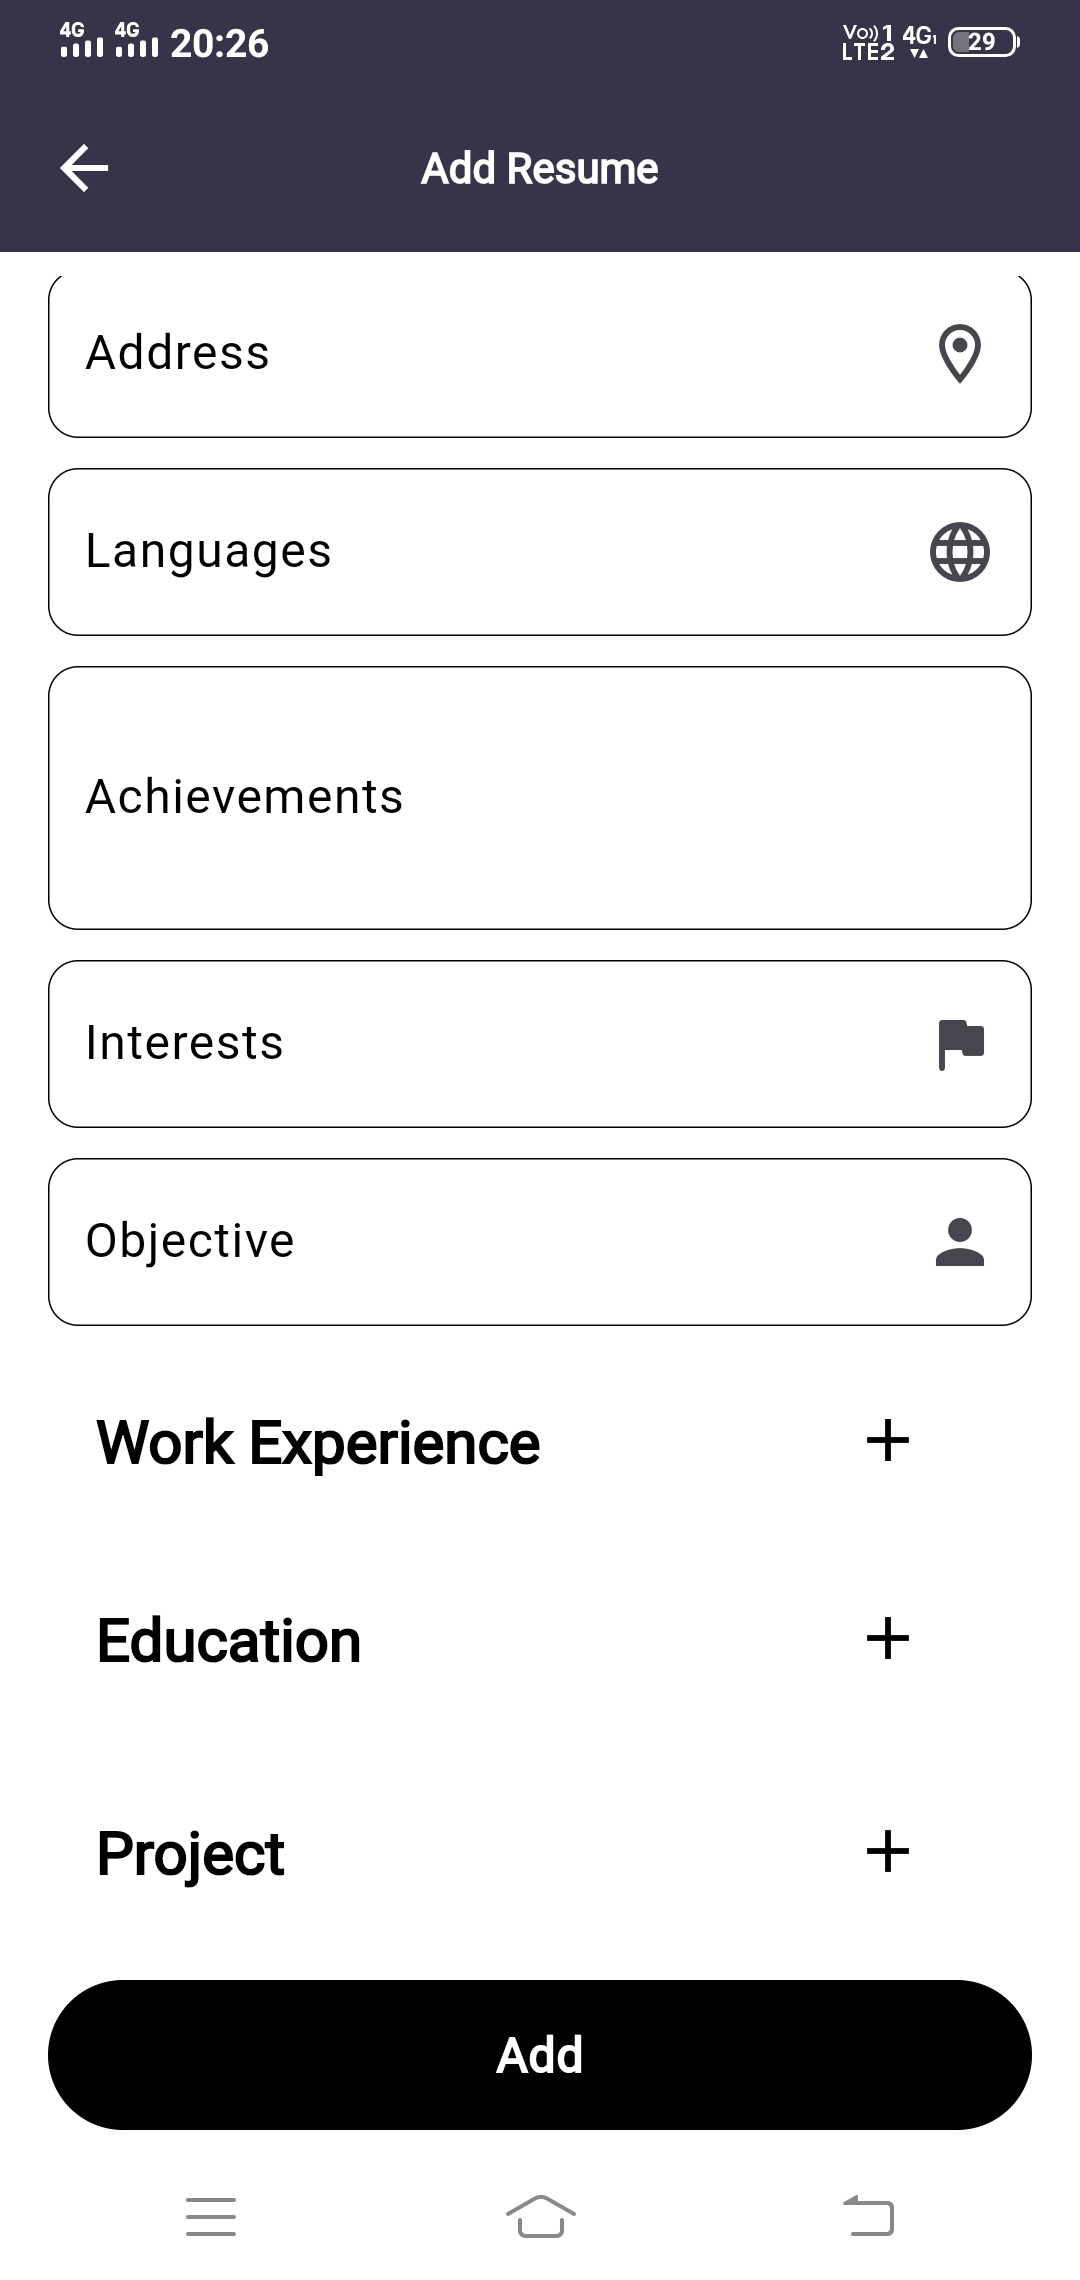 4G 4G 20:26 Vo)) 1 LTE2 4G1 29
Add Resume
Address
Languages
Achievements
Interests
Objective
Work Experience
Education
Project
Add